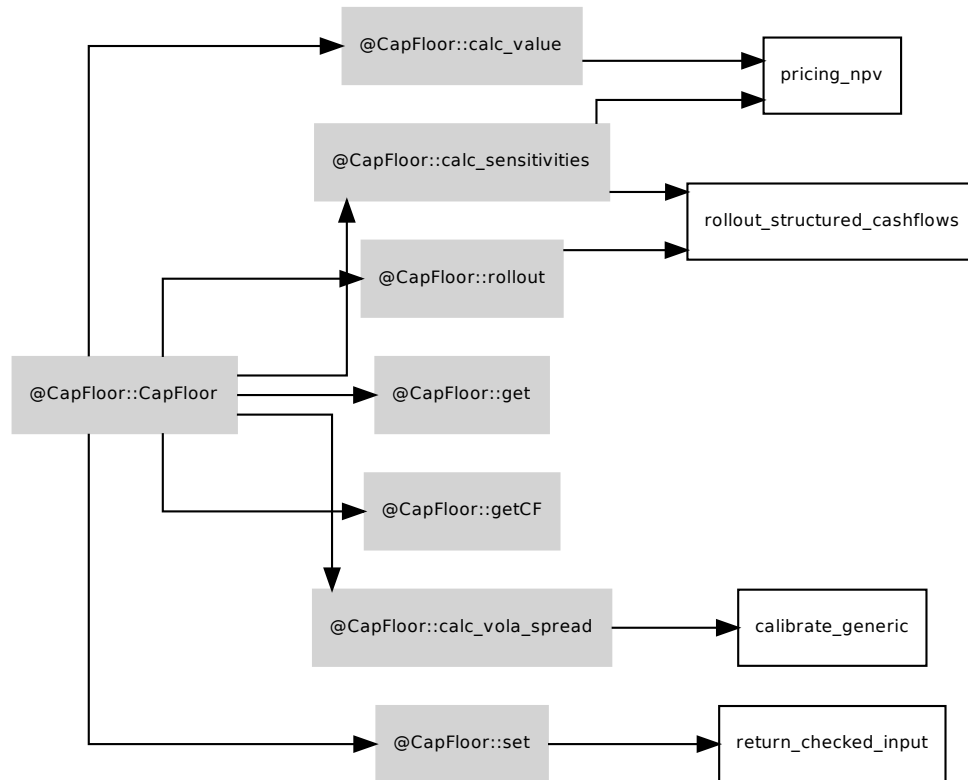 @CapFloor::calc_value
pricing_npv
@CapFloor::calc_sensitivities
rollout_structured_cashflows
@CapFloor::rollout
@CapFloor::CapFloor
@CapFloor::get
@CapFloor::getCF
@CapFloor::calc_vola_spread
calibrate_generic
@CapFloor::set
return_checked_input